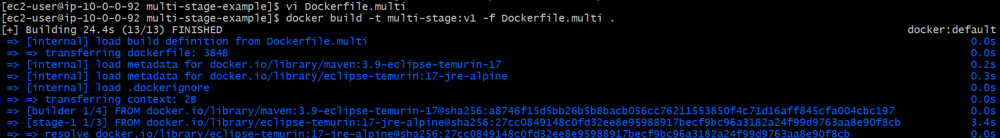 [ec2-user@ip-10-0-0-92 multi-stage-example]$ vi Dockerfile.multi
[ec2-user@ip-10-0-0-92 multi-stage-example]$ docker build -t multi-stage:v1 -f Dockerfile.multi .
[+] Building 24.4s (13/13) FINISHED docker:default
=> [internal] load build definition from Dockerfile.multi 0.0s
=> => transferring dockerfile: 384B 0.0s
=> [internal] load metadata for docker.io/library/maven:3.9-eclipse-temurin-17 0.2s
=> [internal] load metadata for docker.io/library/eclipse-temurin:17-jre-alpine 0.3s
=> [internal] load .dockerignore 0.0s
=> => transferring context: 2B 0.0s
=> [builder 1/4] FROM docker.io/library/maven:3.9-eclipse-temurin-17@sha256:a8746f15d5bb26b5b8bacb056cc76211553850f4c71d16aff845cfa004cbc197 0.0s
=> [stage-1 1/3] FROM docker.io/library/eclipse-temurin:17-jre-alpine@sha256:27cc0849148c0fd32ee8e95988917becf9bc96a3182a24f99d9763aa8e90f8cb 3.4s
=> => resolve docker.io/library/eclipse-temurin:17-jre-alpine@sha256:27cc0849148c0fd32ee8e95988917becf9bc96a3182a24f99d9763aa8e90f8cb 0.0s